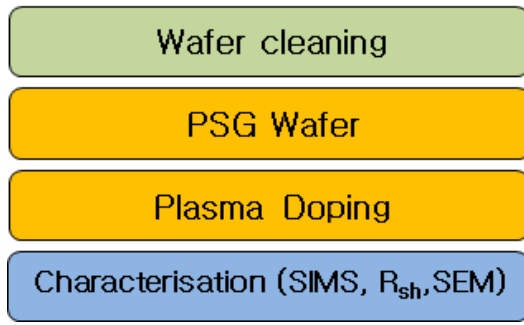 Wafer cleaning
PSG Wafer
Plasma Doping
Characterisation (SIMS, Rsh,SEM)